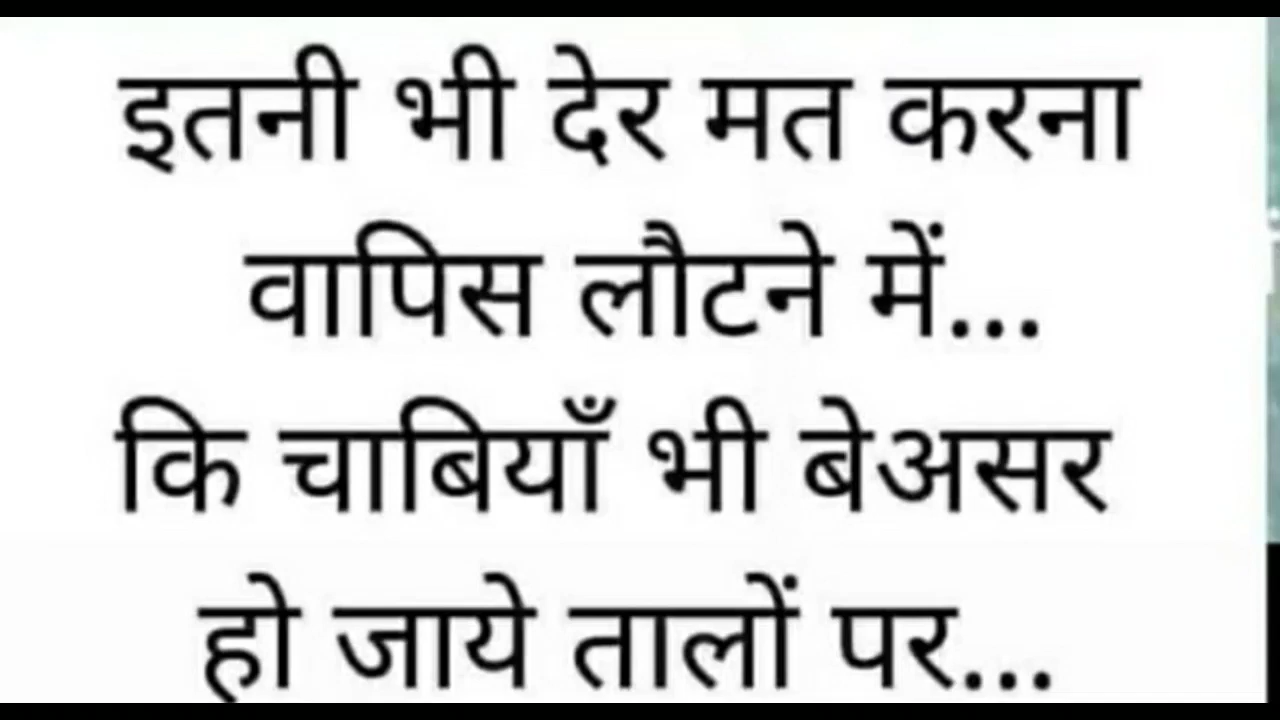 इतनी भी देर मत करना
वापिस लौटने में...
कि चाबियाँ भी बेअसर
हो जाये तालों पर...